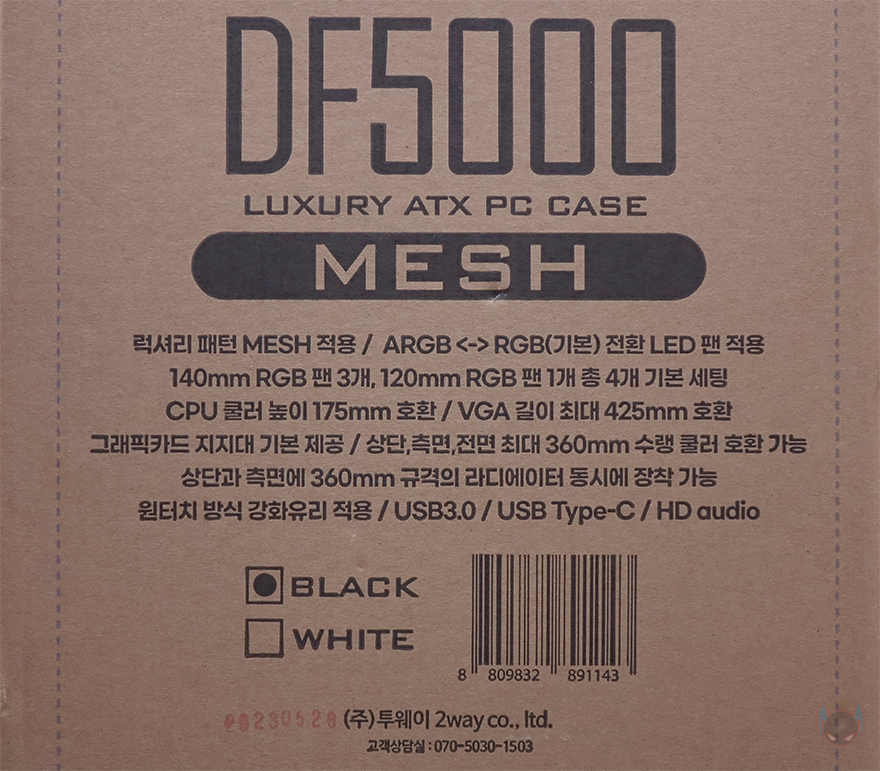 DF5000
LUXURY ATX PC CASE
MESH
럭셔리 패턴 MESH 적용 / ARGB <-> RGB(기본) 전환 LED 팬 적용
140mm RGB 팬 3개, 120mm RGB 팬 1개 총 4개 기본 세팅
CPU 쿨러 높이 175mm 호환 / VGA 길이 최대 425mm 호환
그래픽카드 지지대 기본 제공 / 상단,측면,전면 최대 360mm 수랭 쿨러 호환 가능
상단과 측면에 360mm 규격의 라디에이터 동시에 장착 가능
원터치 방식 강화유리 적용 / USB3.0 / USB Type-C / HD audio
BLACK
WHITE
8 809832 891143
(주)투웨이 2way co., ltd.
고객상담실 : 070-5030-1503